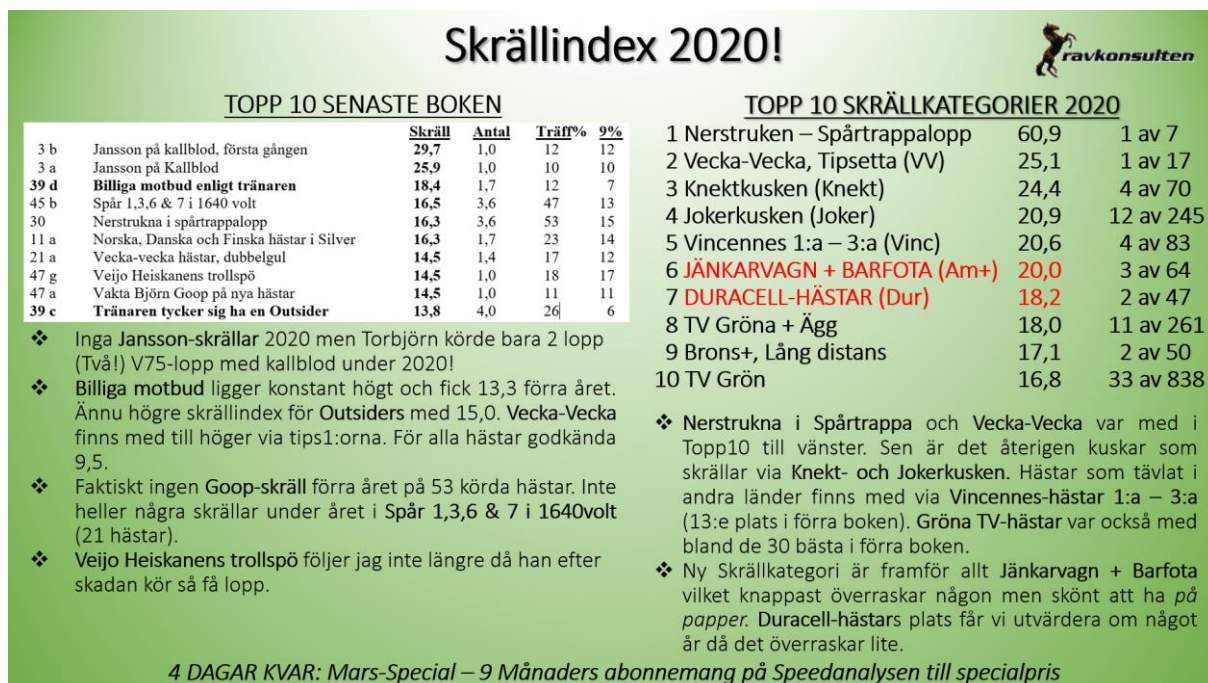 Skrällindex 2020!
ravkonsulten
TOPP 10 SENASTE BOKEN
Skräll Antal Träff% 9%
3 b Jansson på kallblod, första gången 29,7 1,0 12 12
3 a Jansson på Kallblod 25,9 1,0 10 10
39 d Billiga motbud enligt tränaren 18,4 1,7 12 7
45 b Spår 1,3,6 & 7 i 1640 volt 16,5 3,6 47 13
30 Nerstrukna i spårtrappalopp 16,3 3,6 53 15
11 a Norska, Danska och Finska hästar i Silver 16,3 1,7 23 14
21 a Vecka-vecka hästar, dubbelgul 14,5 1,4 17 12
47 g Veijo Heiskanens trollspö 14,5 1,0 18 17
47 a Vakta Björn Goop på nya hästar 14,5 1,0 11 11
39 c Tränaren tycker sig ha en Outsider 13,8 4,0 26 6
❖ Inga Jansson-skrällar 2020 men Torbjörn körde bara 2 lopp
(Två!) V75-lopp med kallblod under 2020!
❖ Billiga motbud ligger konstant högt och fick 13,3 förra året.
Ännu högre skrällindex för Outsiders med 15,0. Vecka-Vecka
finns med till höger via tips1:orna. För alla hästar godkända
9,5.
❖ Faktiskt ingen Goop-skräll förra året på 53 körda hästar. Inte
heller några skrällar under året i Spår 1,3,6 & 7 i 1640volt
(21 hästar).
❖ Veijo Heiskanens trollspö följer jag inte längre då han efter
skadan kör så få lopp.
TOPP 10 SKRÄLLKATEGORIER 2020
1 Nerstruken – Spårtrappalopp 60,9 1 av 7
2 Vecka-Vecka, Tipsetta (VV) 25,1 1 av 17
3 Knektkusken (Knekt) 24,4 4 av 70
4 Jokerkusken (Joker) 20,9 12 av 245
5 Vincennes 1:a – 3:a (Vinc) 20,6 4 av 83
6 JÄNKARVAGN + BARFOTA (Am+) 20,0 3 av 64
7 DURACELL-HÄSTAR (Dur) 18,2 2 av 47
8 TV Gröna + Ägg 18,0 11 av 261
9 Brons+, Lång distans 17,1 2 av 50
10 TV Grön 16,8 33 av 838
❖ Nerstrukna i Spårtrappa och Vecka-Vecka var med i
Topp10 till vänster. Sen är det återigen kuskar som
skrällar via Knekt- och Jokerkusken. Hästar som tävlat i
andra länder finns med via Vincennes-hästar 1:a – 3:a
(13:e plats i förra boken). Gröna TV-hästar var också med
bland de 30 bästa i förra boken.
❖ Ny Skrällkategori är framför allt Jänkarvagn + Barfota
vilket knappast överraskar någon men skönt att ha på
papper. Duracell-hästars plats får vi utvärdera om något
år då det överraskar lite.
4 DAGAR KVAR: Mars-Special – 9 Månaders abonnemang på Speedanalysen till specialpris